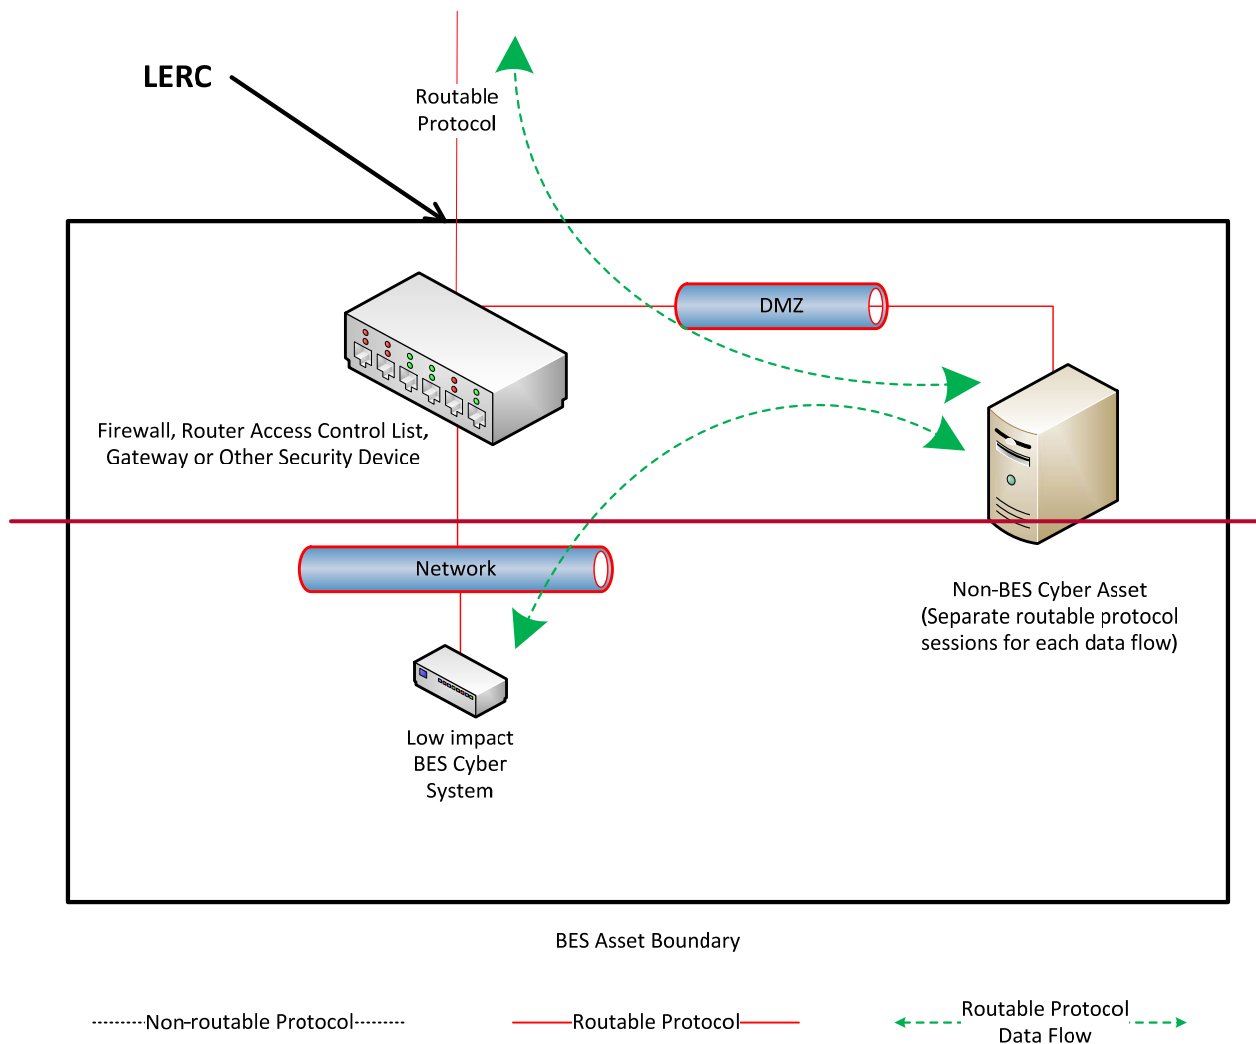 LERC
Routable
Protocol
DMZ
Firewall, Router Access Control List,
Gateway or Other Security Device
Network
Non-BES Cyber Asset
(Separate routable protocol
sessions for each data flow)
Low impact
BES Cyber
System
BES Asset Boundary
Non-routable Protocol
Routable Protocol
Routable Protocol
Data Flow